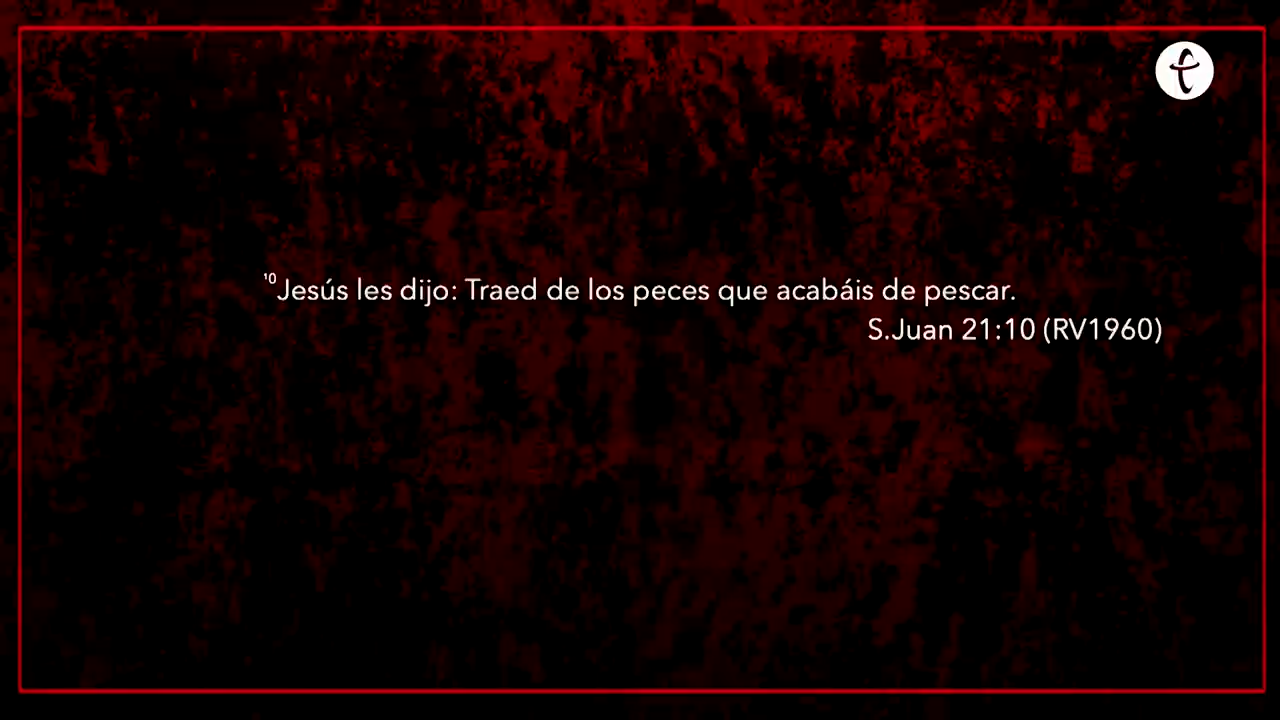 ¹⁰Jesús les dijo: Traed de los peces que acabáis de pescar.
S.Juan 21:10 (RV1960)